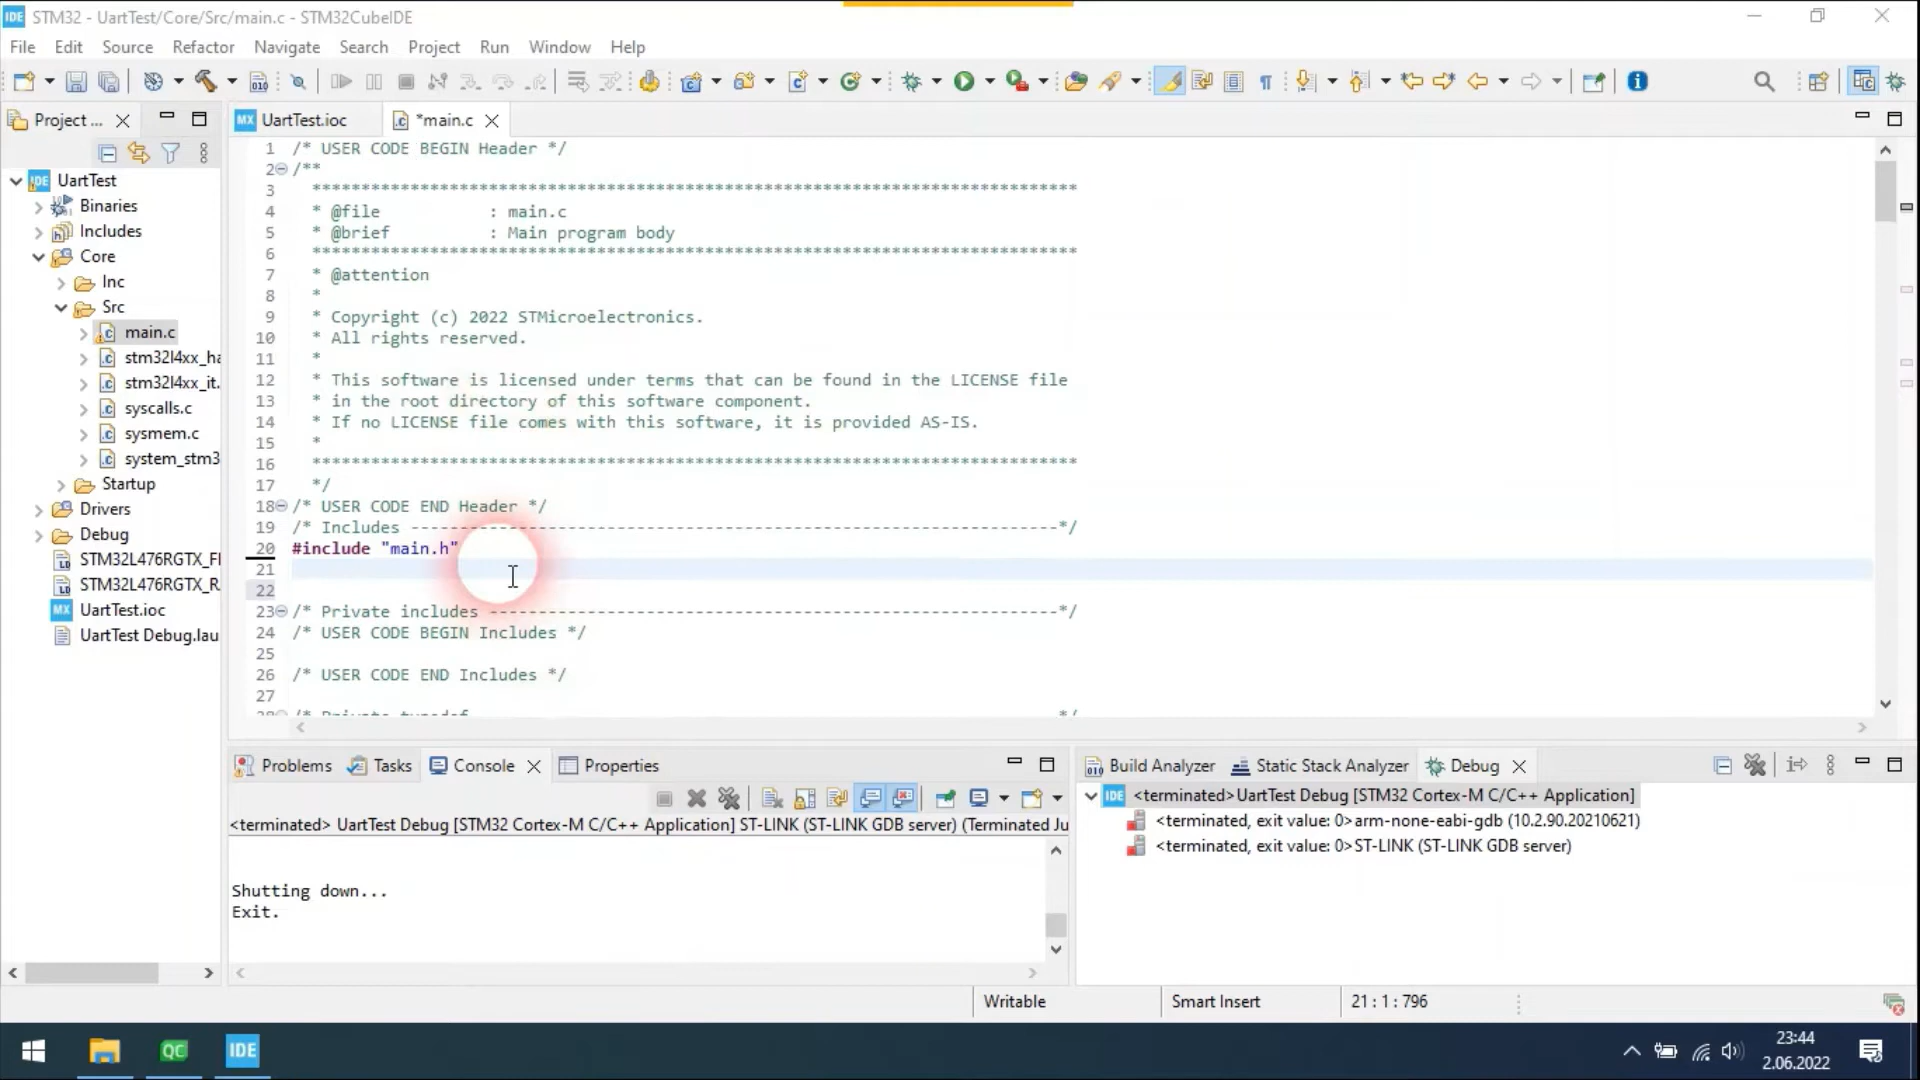 IDE STM32 - UartTest/Core/Src/main.c - STM32CubeIDE
File Edit Source Refactor Navigate Search Project Run Window Help
Project ...
MX UartTest.ioc
*main.c
UartTest
Binaries
Includes
Core
Inc
Src
main.c
stm32l4xx_ha
stm32l4xx_it.
syscalls.c
sysmem.c
system_stm3
Startup
Drivers
Debug
STM32L476RGTX_Fl
STM32L476RGTX_R
MX UartTest.ioc
UartTest Debug.lau
1 /* USER CODE BEGIN Header */
2 /**
3 ******************************************************************************
4 * @file : main.c
5 * @brief : Main program body
6 ******************************************************************************
7 * @attention
8 *
9 * Copyright (c) 2022 STMicroelectronics.
10 * All rights reserved.
11 *
12 * This software is licensed under terms that can be found in the LICENSE file
13 * in the root directory of this software component.
14 * If no LICENSE file comes with this software, it is provided AS-IS.
15 *
16 ******************************************************************************
17 */
18 /* USER CODE END Header */
19 /* Includes ------------------------------------------------------------------*/
20 #include "main.h"
21
22
23 /* Private includes ----------------------------------------------------------*/
24 /* USER CODE BEGIN Includes */
25
26 /* USER CODE END Includes */
27
Problems Tasks Console Properties
<terminated> UartTest Debug [STM32 Cortex-M C/C++ Application] ST-LINK (ST-LINK GDB server) (Terminated Ju
Shutting down...
Exit.
Build Analyzer Static Stack Analyzer Debug
IDE <terminated>UartTest Debug [STM32 Cortex-M C/C++ Application]
<terminated, exit value: 0>arm-none-eabi-gdb (10.2.90.20210621)
<terminated, exit value: 0>ST-LINK (ST-LINK GDB server)
Writable Smart Insert 21 : 1 : 796
QC IDE
23:44
2.06.2022